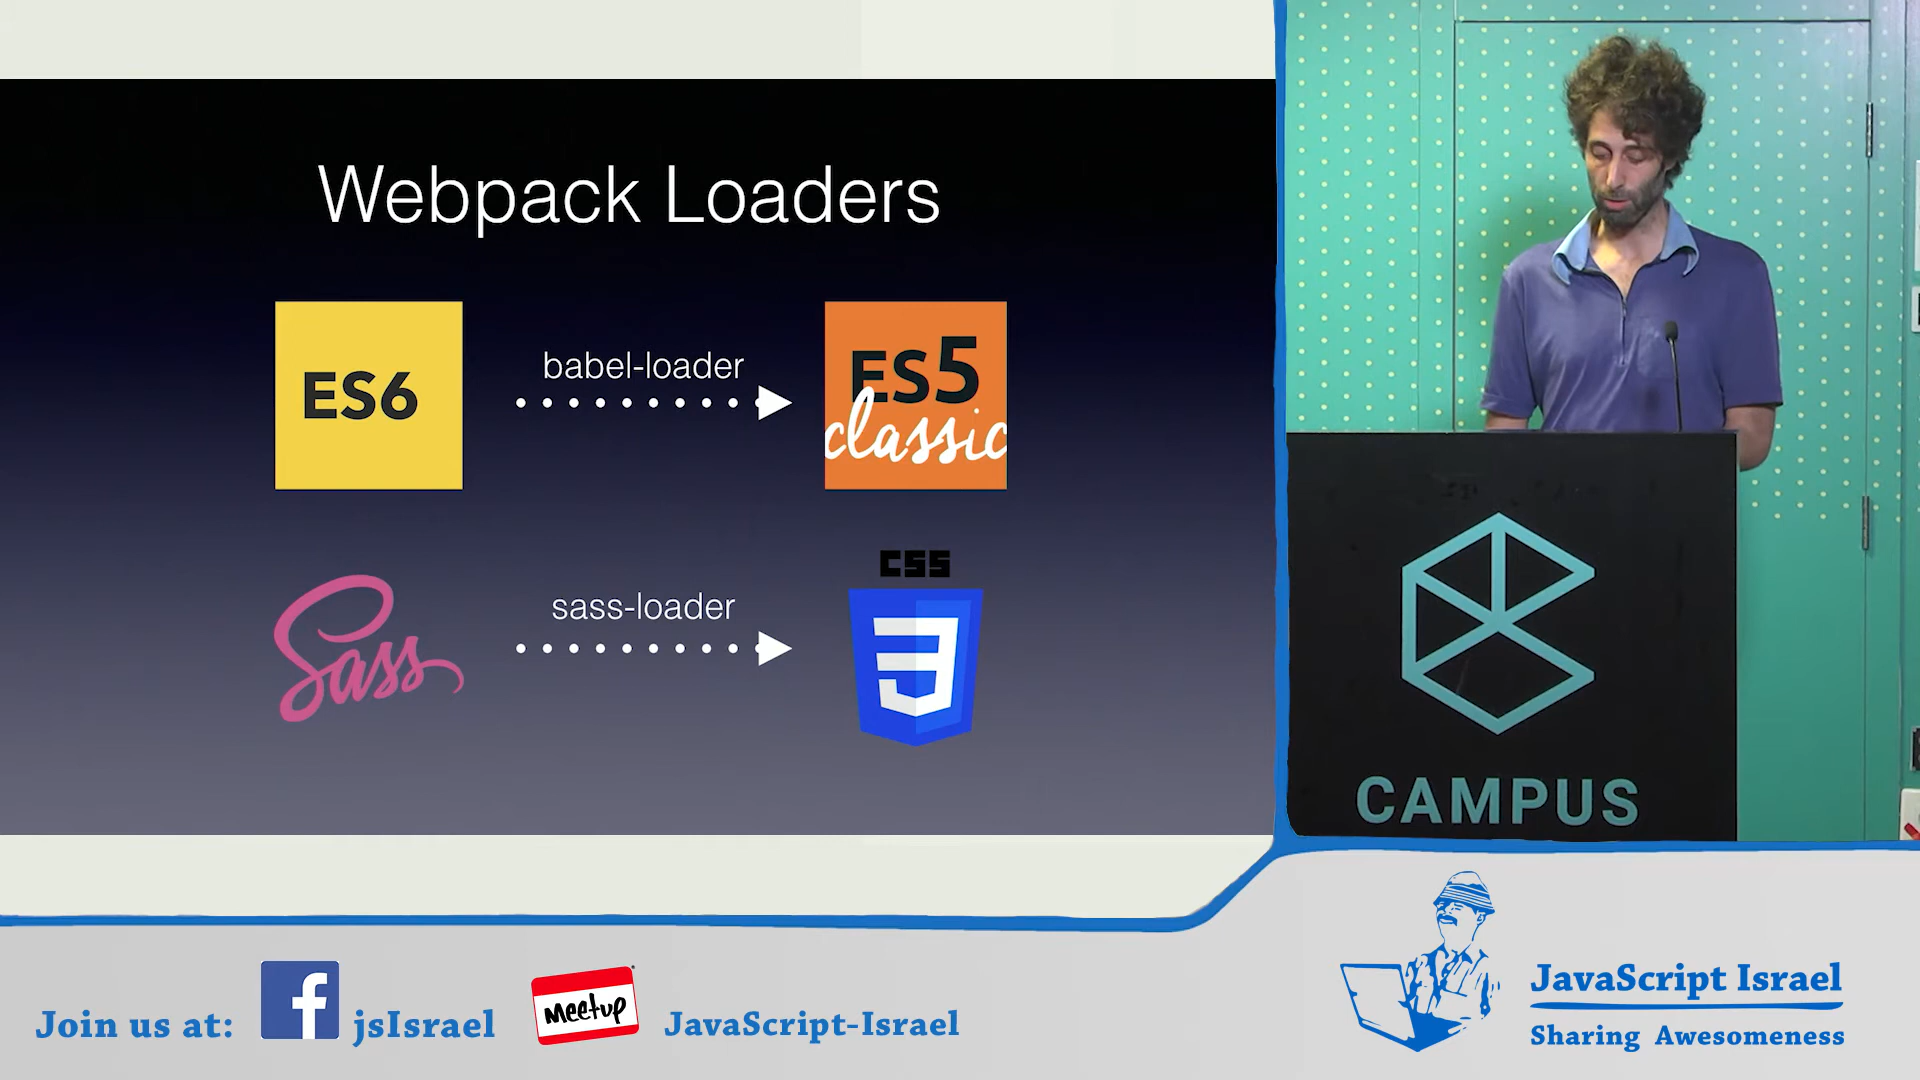 Webpack Loaders
ES6
babel-loader
ES5
classic
Sass
sass-loader
CSS
3
CAMPUS
Join us at:
f
jsIsrael
Meetup
JavaScript-Israel
JavaScript Israel
Sharing Awesomeness